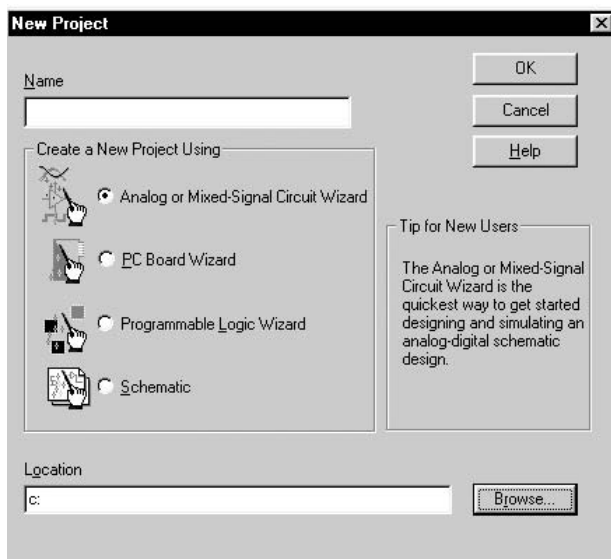 New Project
Name
OK
Cancel
Help
Create a New Project Using
Analog or Mixed-Signal Circuit Wizard
PC Board Wizard
Programmable Logic Wizard
Schematic
Tip for New Users
The Analog or Mixed-Signal
Circuit Wizard is the
quickest way to get started
designing and simulating an
analog-digital schematic
design.
Location
c:
Browse...